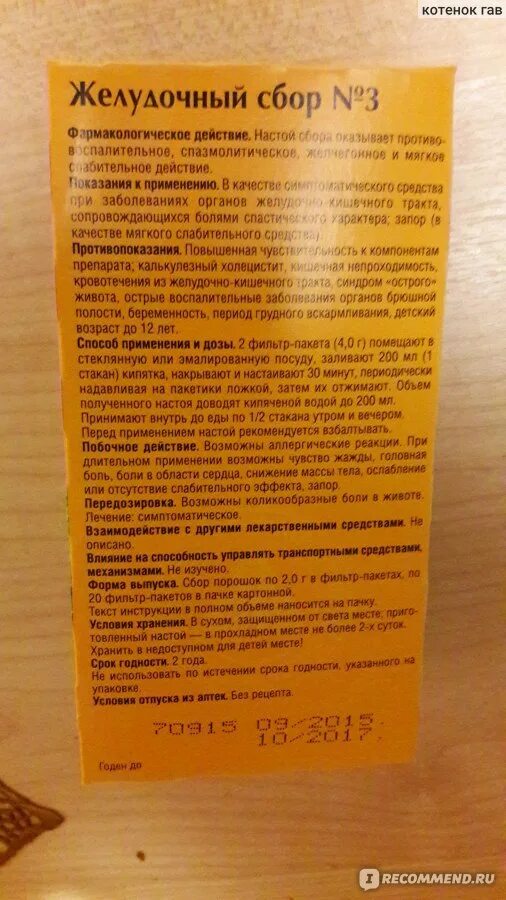 котенок гав
Желудочный сбор №3
Фармакологическое действие. Настой сбора оказывает противо-
воспалительное, спазмолитическое, желчегонное и мягкое
слабительное действие.
Показания к применению. В качестве симптоматического средства
при заболеваниях органов желудочно-кишечного тракта,
сопровождающихся болями спастического характера; запор (в
качестве мягкого слабительного средства).
Противопоказания. Повышенная чувствительность к компонентам
препарата; калькулезный холецистит, кишечная непроходимость,
кровотечения из желудочно-кишечного тракта, синдром «острого»
живота, острые воспалительные заболевания органов брюшной
полости, беременность, период грудного вскармливания, детский
возраст до 12 лет.
Способ применения и дозы. 2 фильтр-пакета (4,0 г) помещают в
стеклянную или эмалированную посуду, заливают 200 мл (1
стакан) кипятка, накрывают и настаивают 30 минут, периодически
надавливая на пакетики ложкой, затем их отжимают. Объем
полученного настоя доводят кипяченой водой до 200 мл.
Принимают внутрь до еды по 1/2 стакана утром и вечером.
Перед применением настой рекомендуется взбалтывать.
Побочное действие. Возможны аллергические реакции. При
длительном применении возможны чувство жажды, головная
боль, боли в области сердца, снижение массы тела, ослабление
или отсутствие слабительного эффекта, запор.
Передозировка. Возможны коликообразные боли в животе.
Лечение: симптоматическое.
Взаимодействие с другими лекарственными средствами. Не
описано.
Влияние на способность управлять транспортными средствами,
механизмами. Не изучено.
Форма выпуска. Сбор порошок по 2,0 г в фильтр-пакетах, по
20 фильтр-пакетов в пачке картонной.
Текст инструкции в полном объеме наносится на пачку.
Условия хранения. В сухом, защищенном от света месте; приго-
товленный настой — в прохладном месте не более 2-х суток.
Хранить в недоступном для детей месте!
Срок годности. 2 года.
Не использовать по истечении срока годности, указанного на
упаковке.
Условия отпуска из аптек. Без рецепта.
70915 09/2015.
10/2017.
Годен до
IRECOMMEND.RU